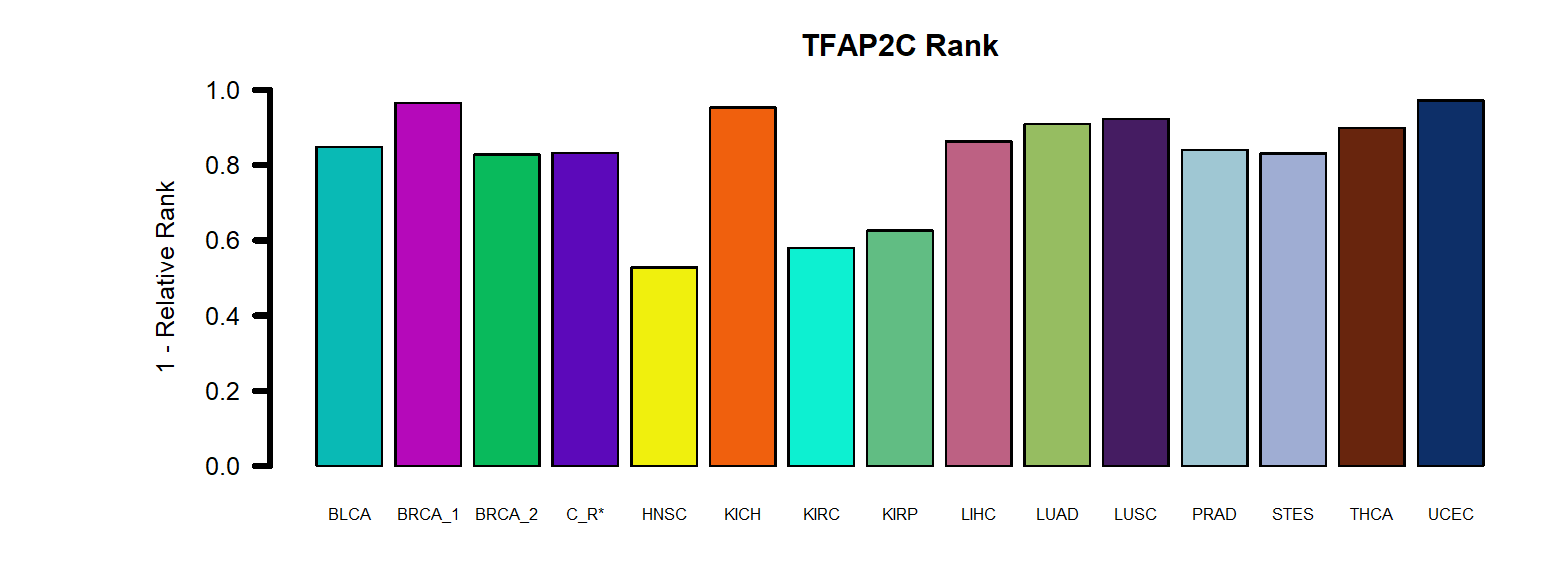 TFAP2C Rank
1 - Relative Rank
1.0
0.8
0.6
0.4
0.2
0.0
BLCA BRCA_1 BRCA_2 C_R* HNSC KICH KIRC KIRP LIHC LUAD LUSC PRAD STES THCA UCEC